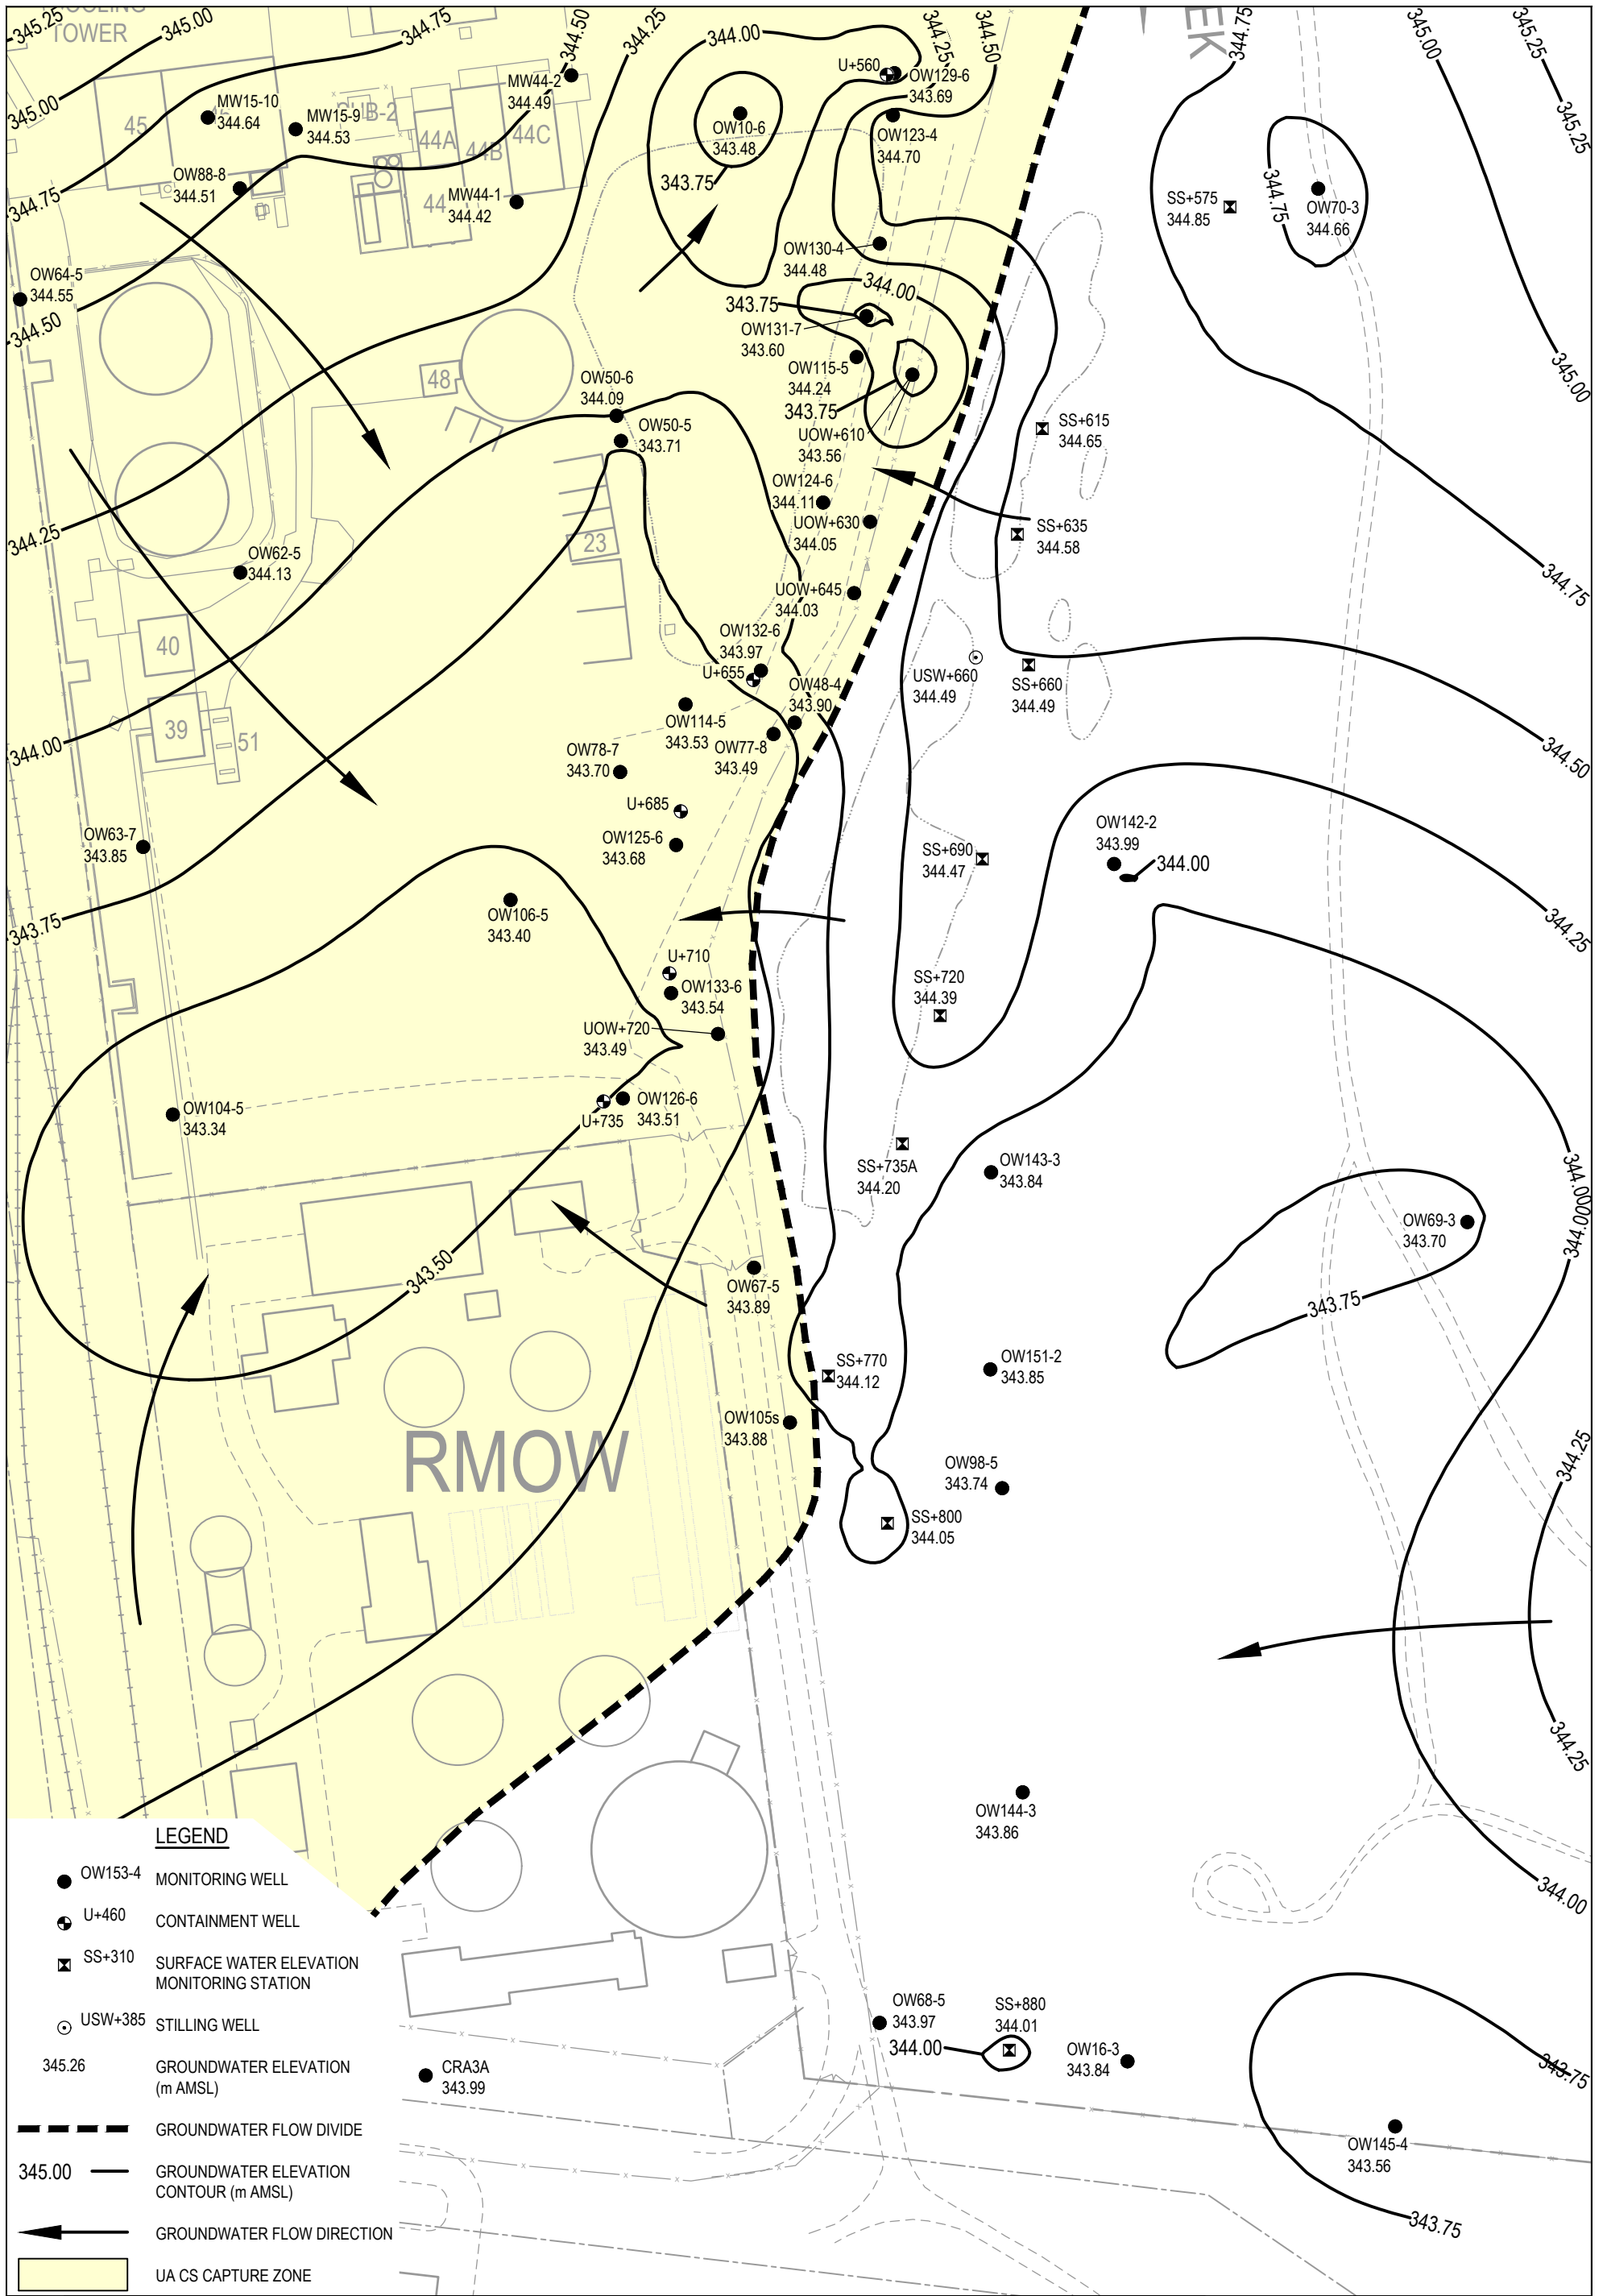 345.25
COOLING
TOWER
345.00
344.75
344.50
344.25
344.00
344.25
344.50
EK
344.75
345.00
345.25
U+560
OW129-6
343.69
MW44-2
344.49
MW15-10
344.64
MW15-9
344.53
SUB-2
45
44A
44B
44C
OW10-6
343.48
OW123-4
344.70
345.00
345.25
OW88-8
344.51
MW44-1
344.42
44
343.75
SS+575
344.85
344.75
OW70-3
344.66
344.75
OW130-4
344.48
OW64-5
344.55
344.50
344.00
343.75
OW131-7
343.60
48
OW115-5
344.24
343.75
345.00
OW50-6
344.09
OW50-5
343.71
UOW+610
343.56
SS+615
344.65
OW124-6
344.11
UOW+630
344.05
SS+635
344.58
344.25
23
OW62-5
344.13
UOW+645
344.03
344.75
40
OW132-6
343.97
U+655
USW+660
344.49
SS+660
344.49
OW48-4
343.90
39
51
344.00
OW114-5
343.53
OW77-8
343.49
344.50
OW78-7
343.70
U+685
OW63-7
343.85
OW125-6
343.68
SS+690
344.47
OW142-2
343.99
344.00
OW106-5
343.40
343.75
344.25
U+710
OW133-6
343.54
SS+720
344.39
UOW+720
343.49
OW104-5
343.34
OW126-6
343.51
U+735
SS+735A
344.20
OW143-3
343.84
344.00
344.00
OW69-3
343.70
343.50
OW67-5
343.89
343.75
SS+770
344.12
OW151-2
343.85
OW105s
343.88
RMOW
OW98-5
343.74
344.25
SS+800
344.05
344.25
OW144-3
343.86
344.00
LEGEND
OW153-4 MONITORING WELL
U+460 CONTAINMENT WELL
SS+310 SURFACE WATER ELEVATION
MONITORING STATION
USW+385 STILLING WELL
345.26 GROUNDWATER ELEVATION
(m AMSL)
GROUNDWATER FLOW DIVIDE
345.00 GROUNDWATER ELEVATION
CONTOUR (m AMSL)
GROUNDWATER FLOW DIRECTION
UA CS CAPTURE ZONE
CRA3A
343.99
OW68-5
343.97
SS+880
344.01
344.00
OW16-3
343.84
343.75
OW145-4
343.56
343.75